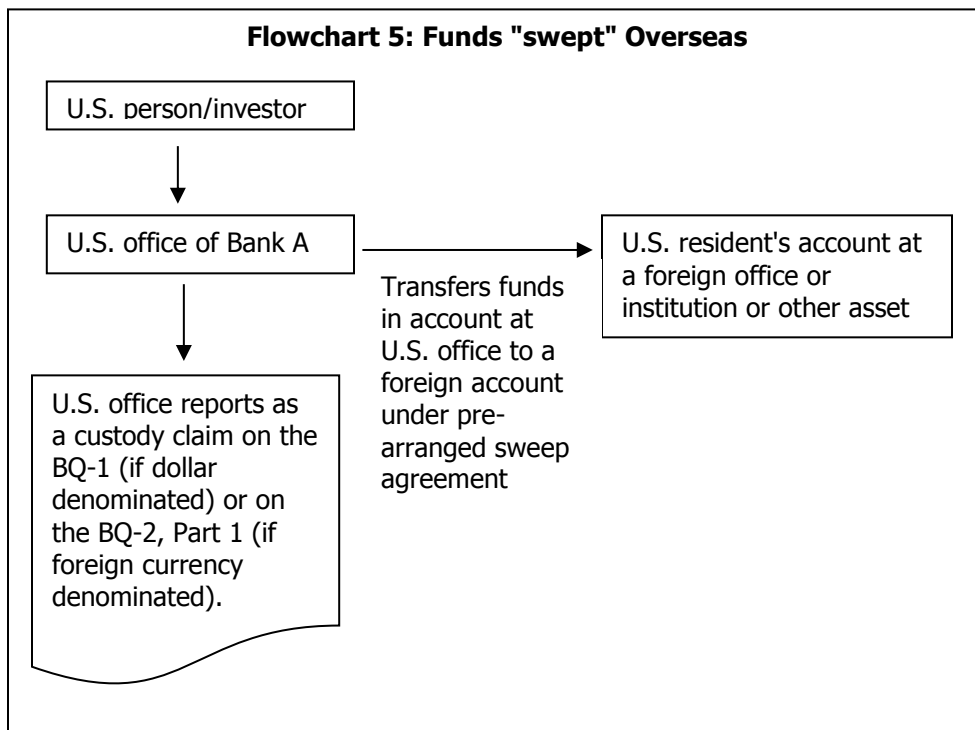 Flowchart 5: Funds "swept" Overseas
U.S. person/investor
U.S. office of Bank A
U.S. resident's account at
a foreign office or
institution or other asset
Transfers funds
in account at
U.S. office to a
foreign account
under pre-
arranged sweep
agreement
U.S. office reports as
a custody claim on the
BQ-1 (if dollar
denominated) or on
the BQ-2, Part 1 (if
foreign currency
denominated).